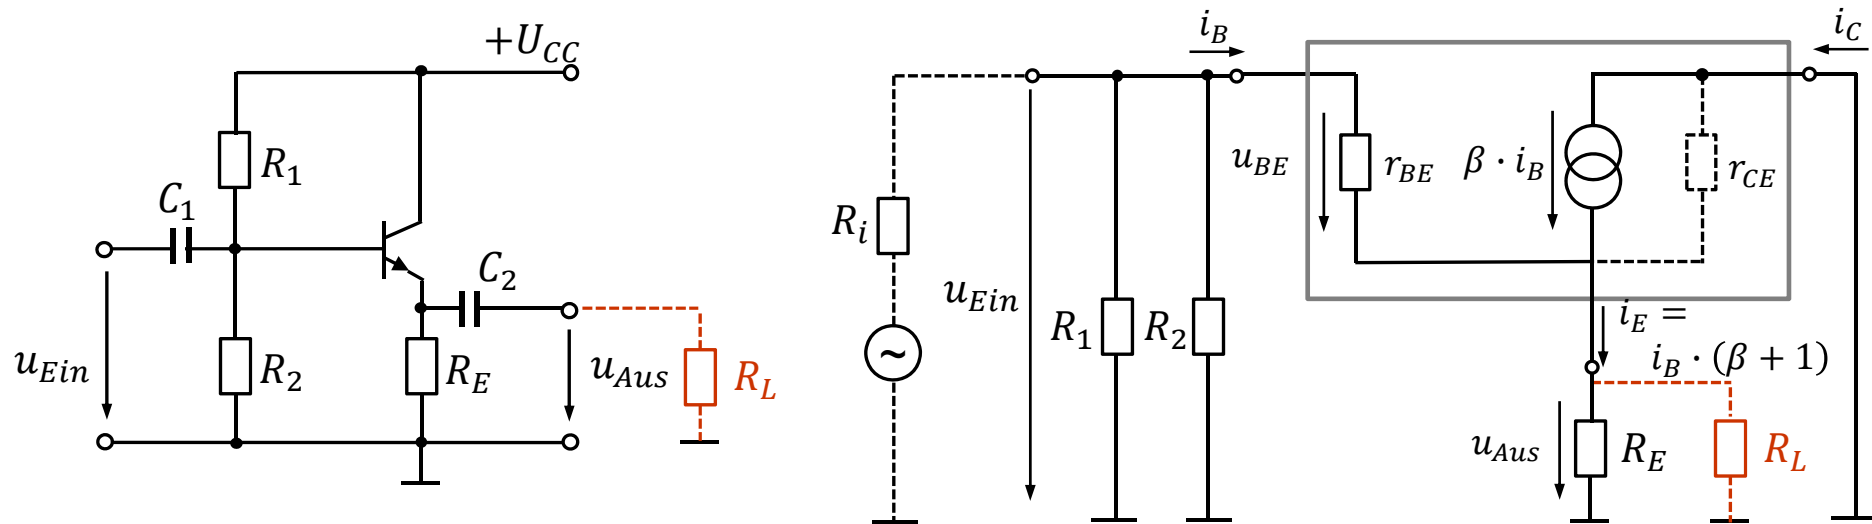 +U_CC
R_1
C_1
C_2
u_Ein
R_2
R_E
u_Aus
R_L
i_B
i_C
u_BE
r_BE
β · i_B
r_CE
R_i
~
u_Ein
R_1
R_2
i_E =
i_B · (β + 1)
u_Aus
R_E
R_L